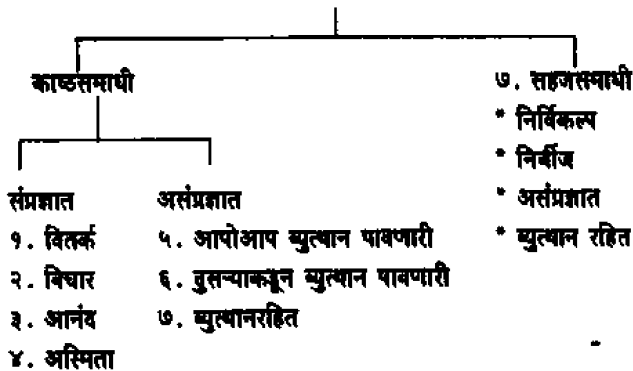 काष्ठसमाधी
७. सहजसमाधी
* निर्विकल्प
* निर्बीज
* असंप्रज्ञात
* व्युत्थान रहित
संप्रज्ञात
१. वितर्क
२. विचार
३. आनंद
४. अस्मिता
असंप्रज्ञात
५. आपोआप व्युत्थान पावणारी
६. दुसऱ्याकडून व्युत्थान पावणारी
७. व्युत्थानरहित